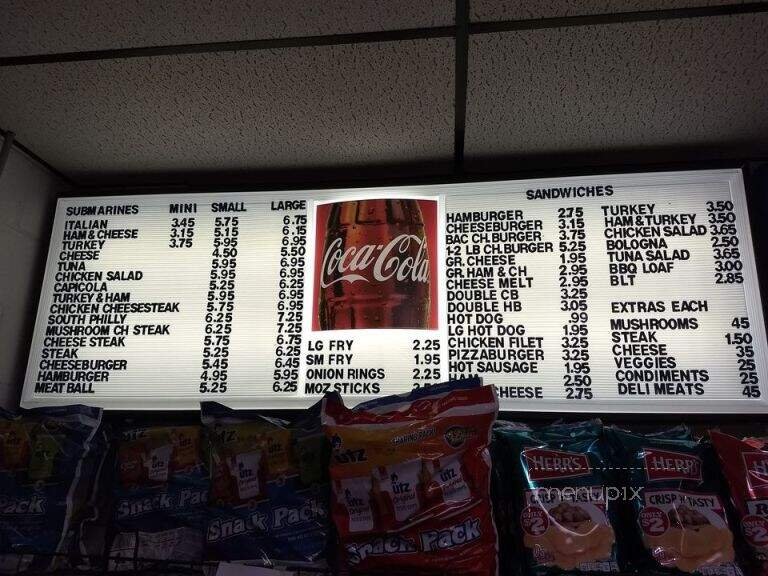 SUBMARINES MINI SMALL LARGE
ITALIAN 3.45 5.75 6.75
HAM & CHEESE 3.15 5.15 6.15
TURKEY 3.75 5.95 6.95
CHEESE 4.50 5.50
TUNA 5.95 6.95
CHICKEN SALAD 5.95 6.95
CAPICOLA 5.25 6.25
TURKEY & HAM 5.95 6.95
CHICKEN CHEESESTEAK 5.75 6.95
SOUTH PHILLY 6.25 7.25
MUSHROOM CH STEAK 6.25 7.25
CHEESE STEAK 5.75 6.75
STEAK 5.25 6.25
CHEESEBURGER 5.45 6.45
HAMBURGER 4.95 5.95
MEAT BALL 5.25 6.25
Coca-Cola
LG FRY 2.25
SM FRY 1.95
ONION RINGS 2.25
MOZ STICKS
SANDWICHES
HAMBURGER 2.75
CHEESEBURGER 3.15
BAC CH BURGER 3.75
1-2 LB CH.BURGER 5.25
GR. CHEESE 1.95
GR. HAM & CH 2.95
CHEESE MELT 2.95
DOUBLE CB 3.25
DOUBLE HB 3.05
HOT DOG .99
LG HOT DOG 1.95
CHICKEN FILET 3.25
PIZZABURGER 3.25
HOT SAUSAGE 1.95
HAM 2.50
CHEESE 2.75
TURKEY 3.50
HAM & TURKEY 3.50
CHICKEN SALAD 3.65
BOLOGNA 2.50
TUNA SALAD 3.65
BBQ LOAF 3.00
BLT 2.85
EXTRAS EACH
MUSHROOMS 45
STEAK 1.50
CHEESE 35
VEGGIES 25
CONDIMENTS 25
DELI MEATS 45
utz
Snack Pack
utz
Snack Pac
utz
Snack Pack
utz
utz
utz
Snack Pack
HERR'S
ONLY $2
HERR'S
CRISP N' TASTY
ONLY $2
menupix